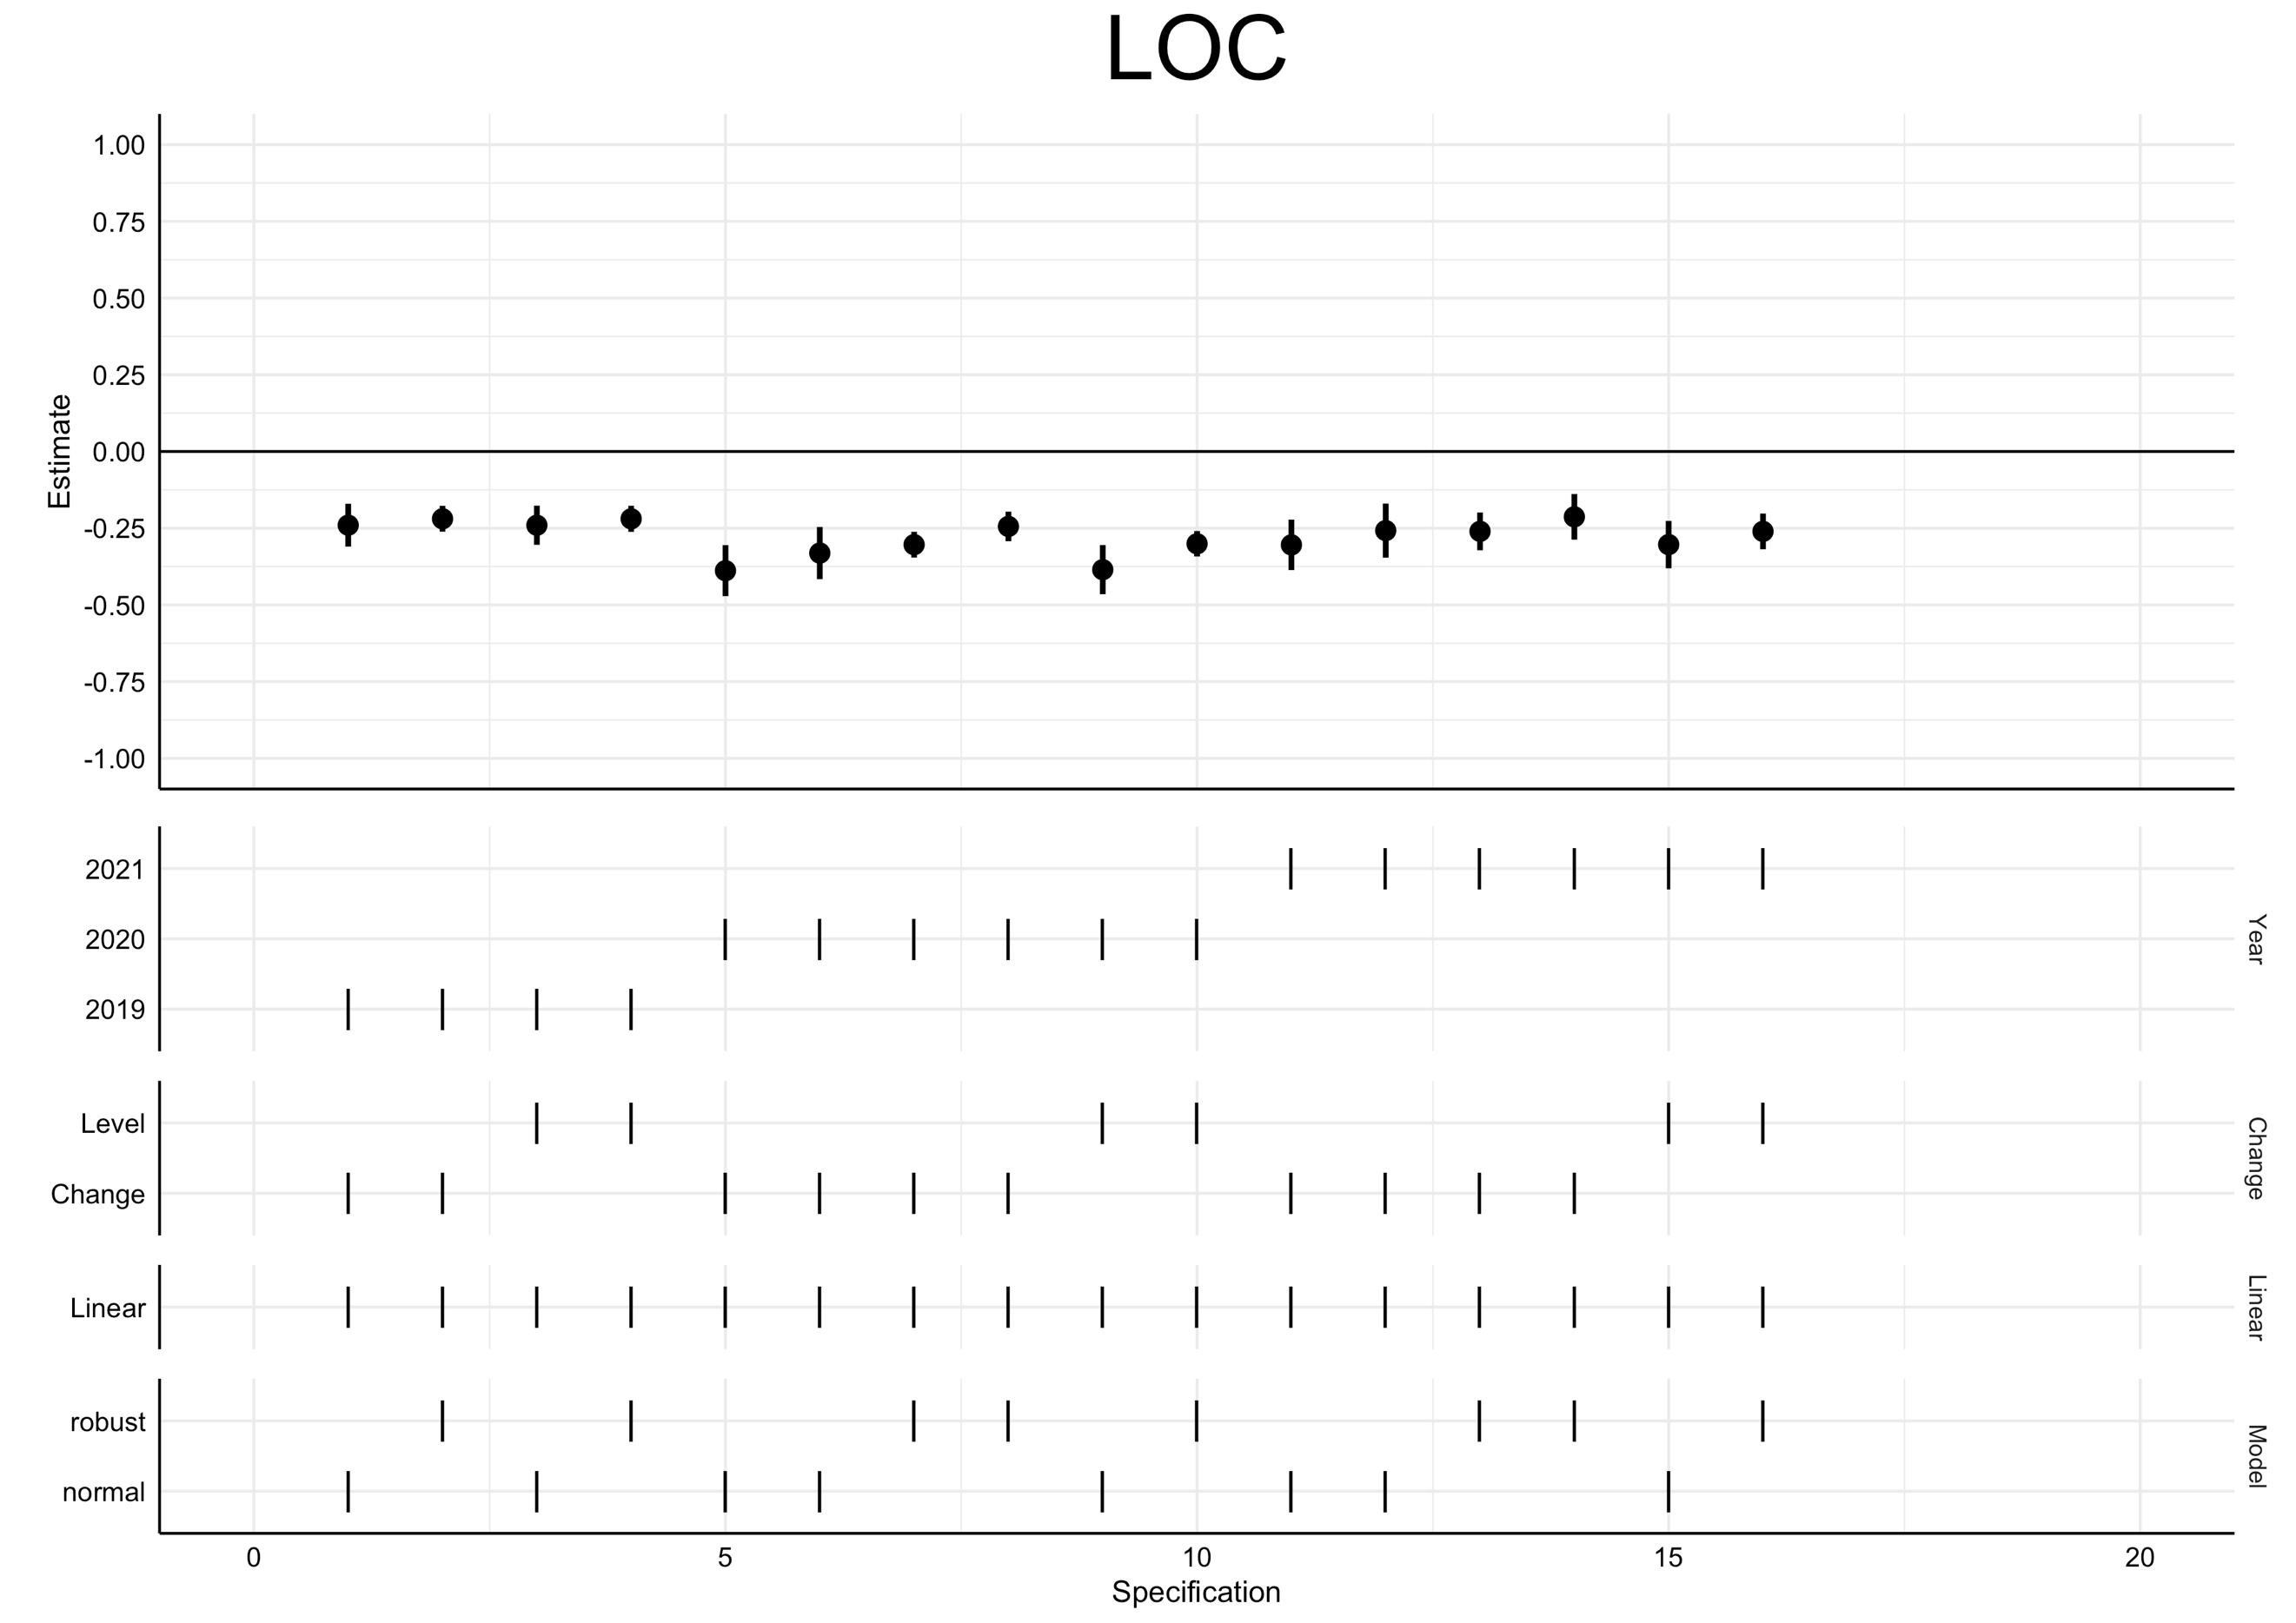 LOC
Estimate
1.00
0.75
0.50
0.25
0.00
-0.25
-0.50
-0.75
-1.00
2021
2020
2019
Year
Level
Change
Change
Linear
Linear
robust
normal
Model
0 5 10 15 20
Specification